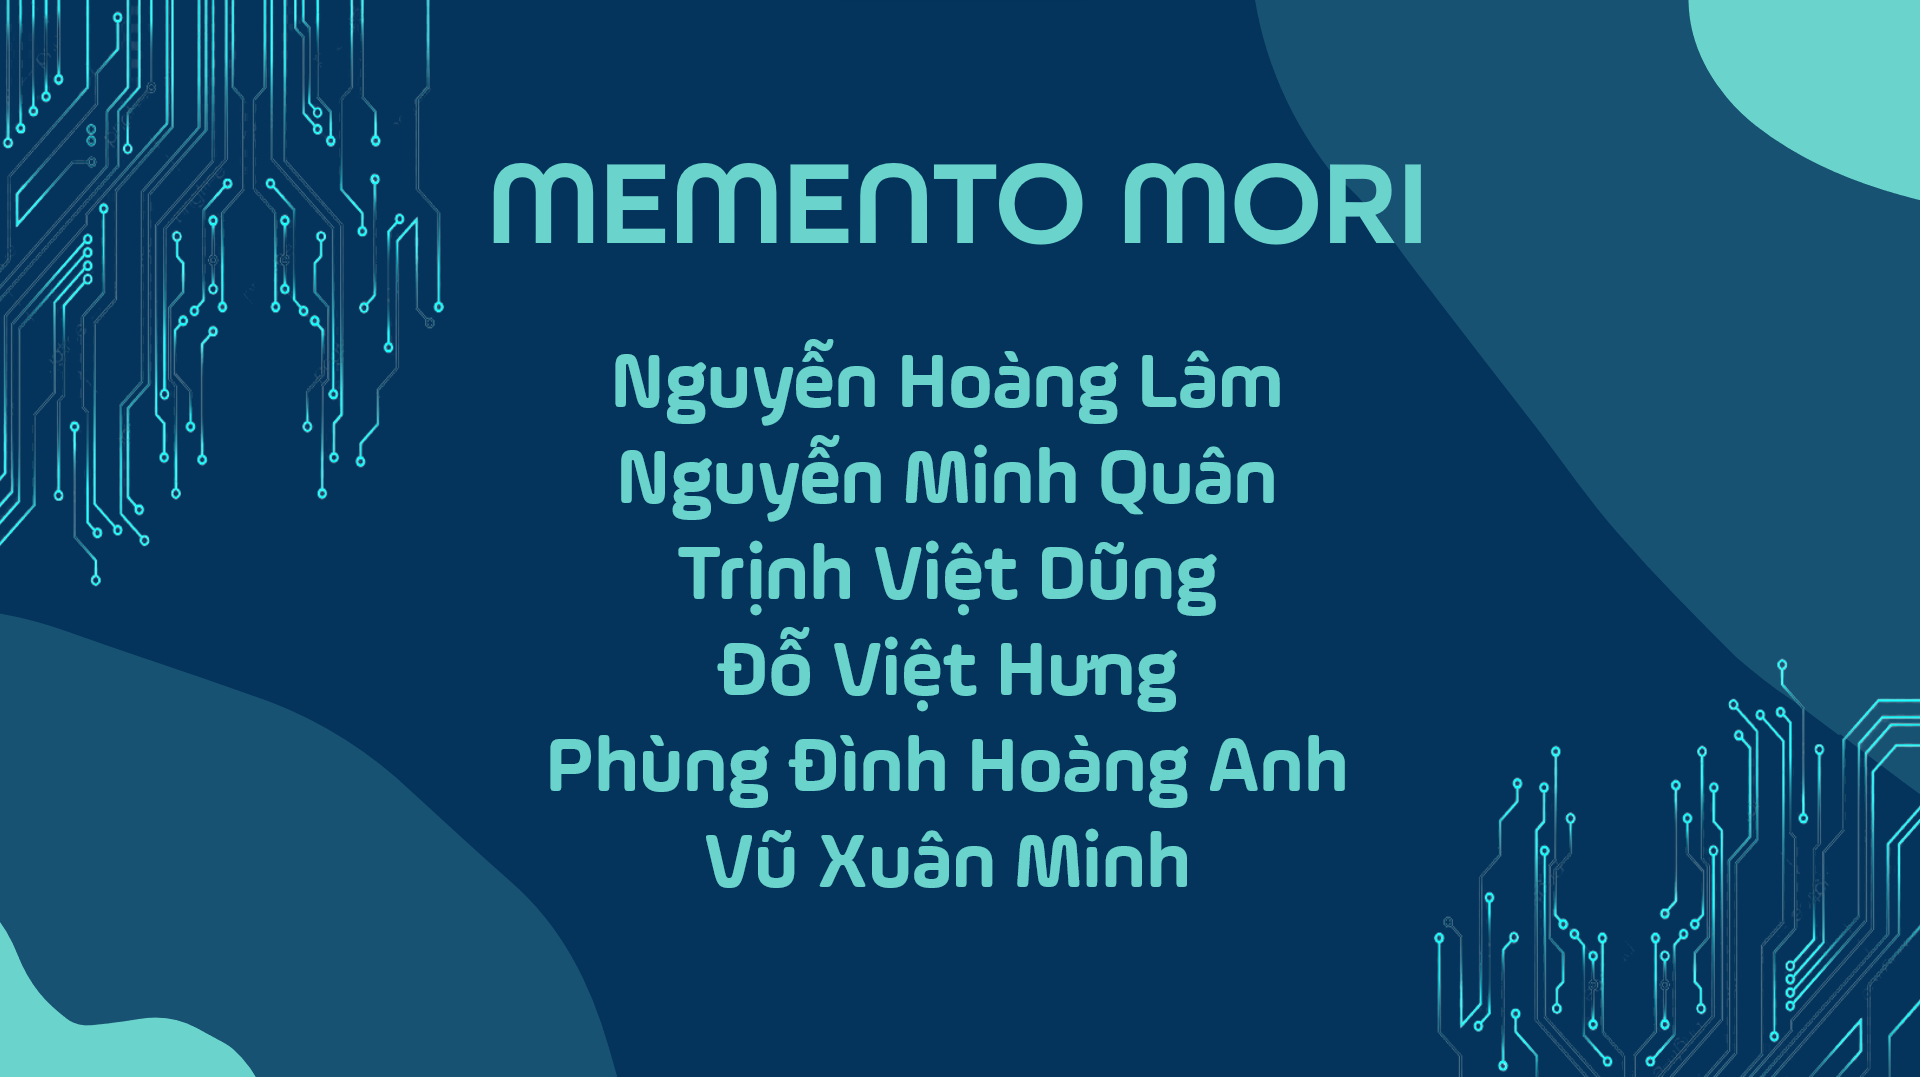 MEMENTO MORI
Nguyễn Hoàng Lâm
Nguyễn Minh Quân
Trịnh Việt Dũng
Đỗ Việt Hưng
Phùng Đình Hoàng Anh
Vũ Xuân Minh